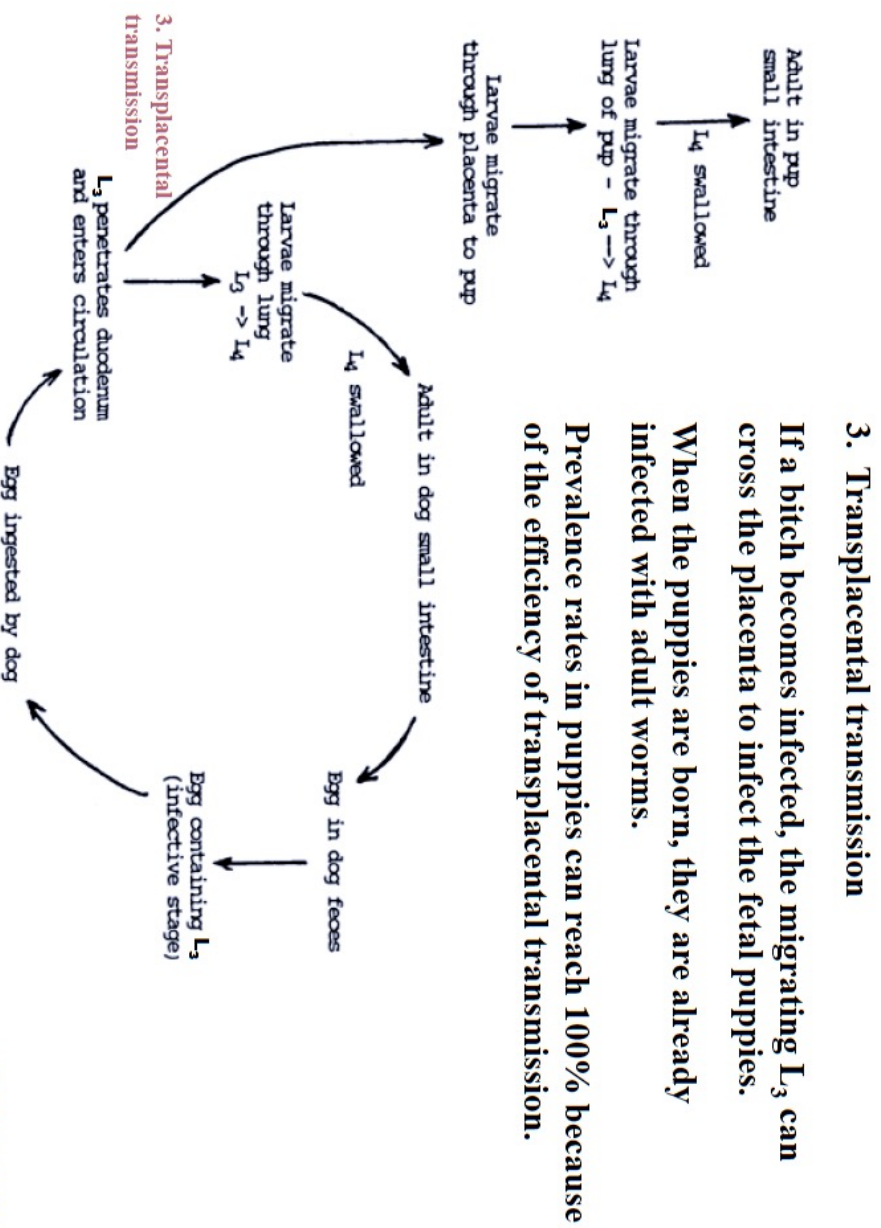 3. Transplacental transmission
If a bitch becomes infected, the migrating L₃ can
cross the placenta to infect the fetal puppies.
When the puppies are born, they are already
infected with adult worms.
Prevalence rates in puppies can reach 100% because
of the efficiency of transplacental transmission.
Adult in pup
small intestine
L₄ swallowed
Larvae migrate through
lung of pup - L₃ --> L₄
Larvae migrate
through placenta to pup
Adult in dog small intestine
L₄ swallowed
Egg in dog feces
Larvae migrate
through lung
L₃ -> L₄
Egg containing L₃
(infective stage)
3. Transplacental
transmission
L₃ penetrates duodenum
and enters circulation
Egg ingested by dog